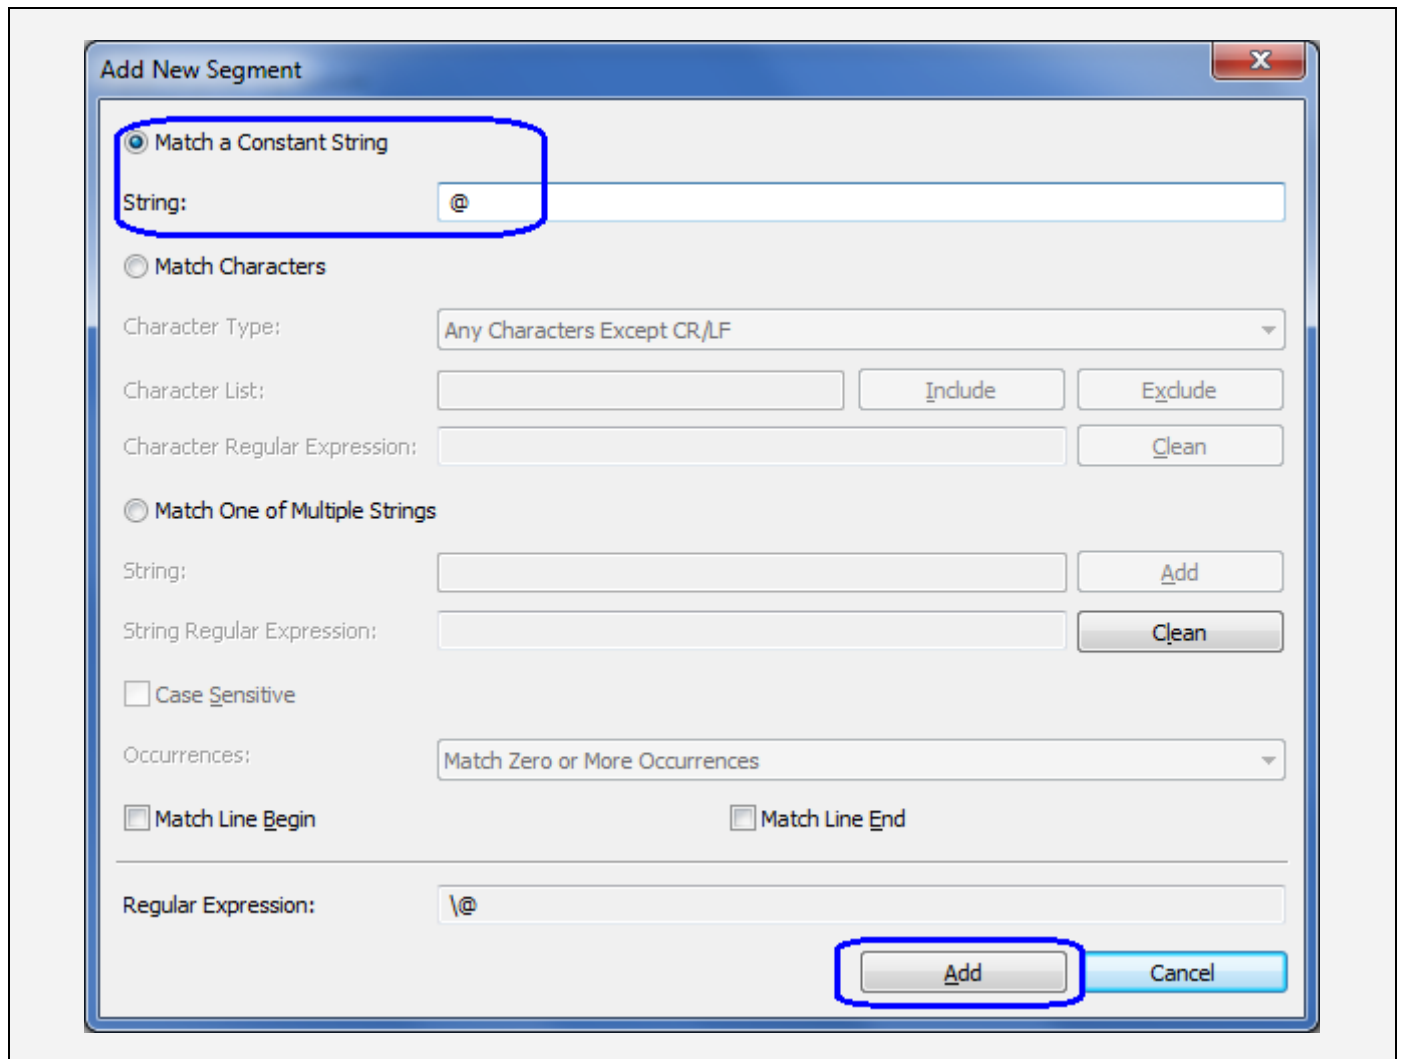 Add New Segment
x
Match a Constant String
String: @
Match Characters
Character Type: Any Characters Except CR/LF
Character List: Include Exclude
Character Regular Expression: Clean
Match One of Multiple Strings
String: Add
String Regular Expression: Clean
Case Sensitive
Occurrences: Match Zero or More Occurrences
Match Line Begin Match Line End
Regular Expression: \@
Add Cancel